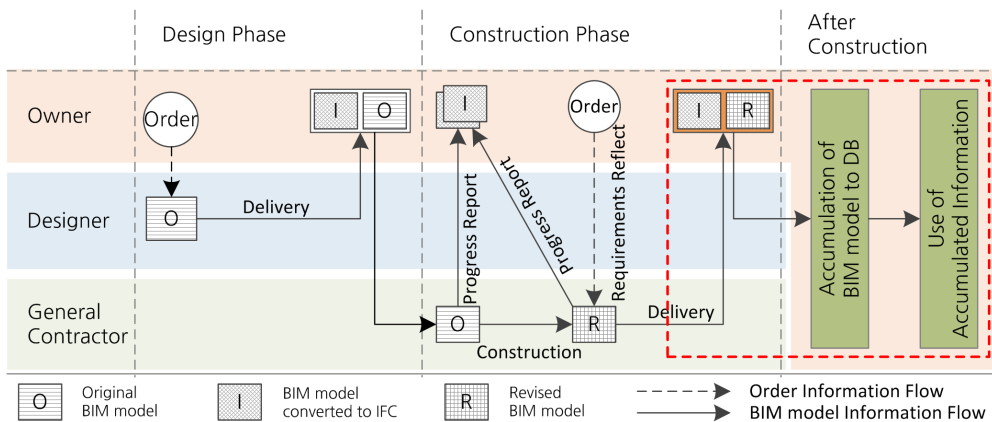 Design Phase
Construction Phase
After
Construction
Owner
Order
I
O
I
Order
I
R
Designer
O
Delivery
Progress Report
Progress Report
Requirements Reflect
Accumulation of
BIM model to DB
Use of
Accumulated Information
General
Contractor
O
Construction
R
Delivery
O
Original
BIM model
I
BIM model
converted to IFC
R
Revised
BIM model
Order Information Flow
BIM model Information Flow